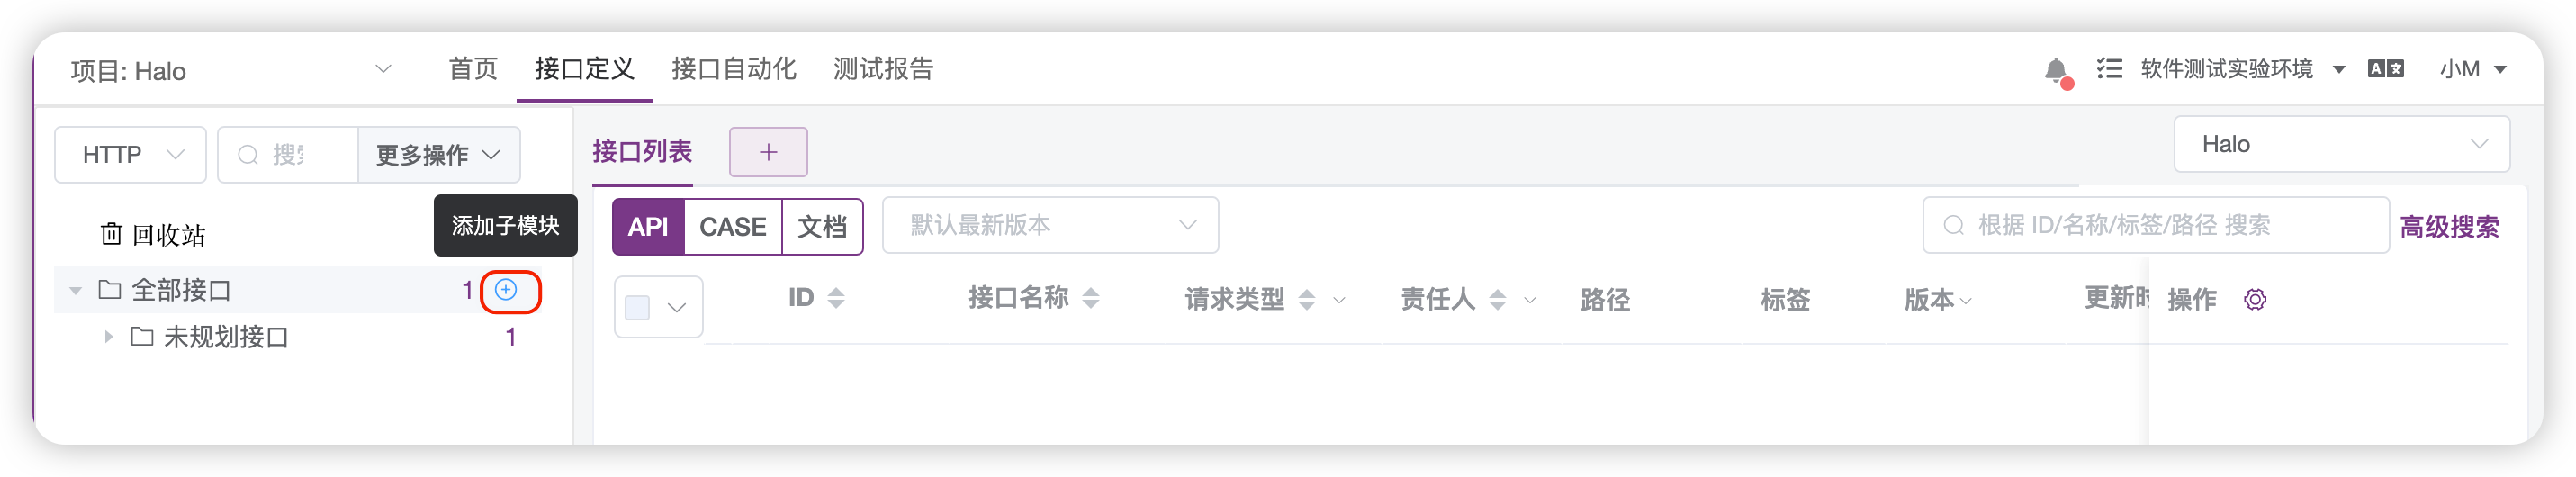 项目: Halo
首页 接口定义 接口自动化 测试报告
软件测试实验环境 小M
HTTP
更多操作
回收站
添加子模块
全部接口 1
未规划接口 1
接口列表 +
Halo
API CASE 文档
默认最新版本
根据 ID/名称/标签/路径 搜索
高级搜索
ID 接口名称 请求类型 责任人 路径 标签 版本 更新 操作